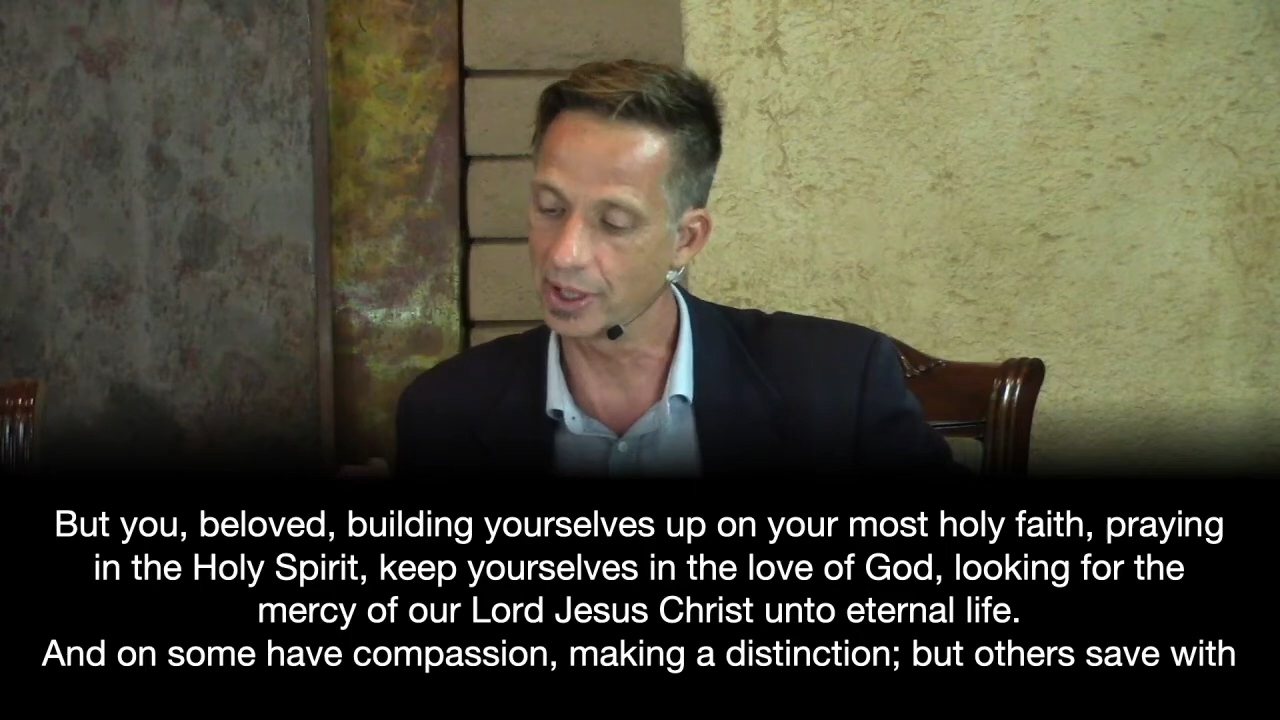 But you, beloved, building yourselves up on your most holy faith, praying
in the Holy Spirit, keep yourselves in the love of God, looking for the
mercy of our Lord Jesus Christ unto eternal life.
And on some have compassion, making a distinction; but others save with